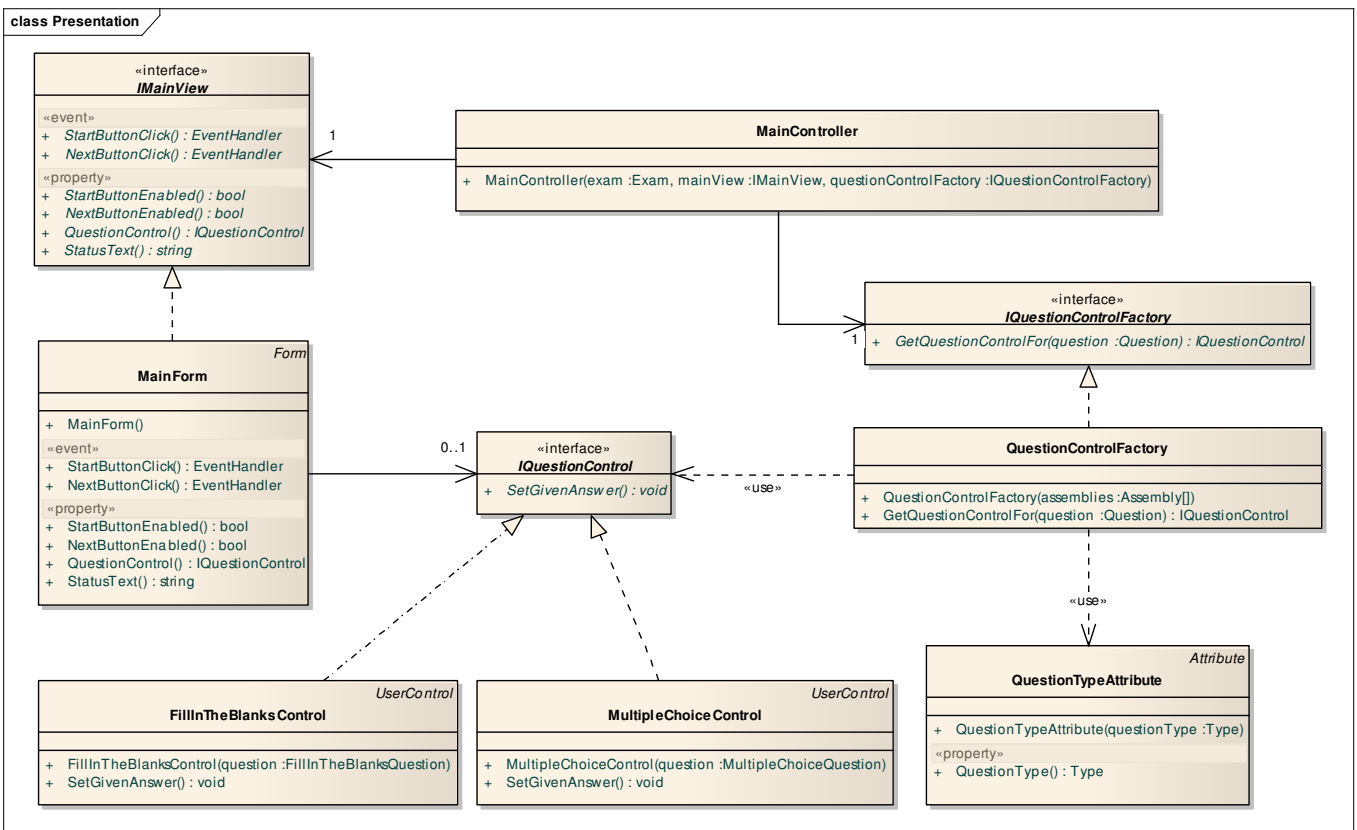 class Presentation
«interface»
IMainView
«event»
+ StartButtonClick() : EventHandler
+ NextButtonClick() : EventHandler
«property»
+ StartButtonEnabled() : bool
+ NextButtonEnabled() : bool
+ QuestionControl() : IQuestionControl
+ StatusText() : string
1
MainController
+ MainController(exam :Exam, mainView :IMainView, questionControlFactory :IQuestionControlFactory)
«interface»
IQuestionControlFactory
+ GetQuestionControlFor(question :Question) : IQuestionControl
1
Form
MainForm
+ MainForm()
«event»
+ StartButtonClick() : EventHandler
+ NextButtonClick() : EventHandler
«property»
+ StartButtonEnabled() : bool
+ NextButtonEnabled() : bool
+ QuestionControl() : IQuestionControl
+ StatusText() : string
0..1
«interface»
IQuestionControl
+ SetGivenAnswer() : void
«use»
QuestionControlFactory
+ QuestionControlFactory(assemblies :Assembly[])
+ GetQuestionControlFor(question :Question) : IQuestionControl
«use»
UserControl
FillInTheBlanksControl
+ FillInTheBlanksControl(question :FillInTheBlanksQuestion)
+ SetGivenAnswer() : void
UserControl
MultipleChoiceControl
+ MultipleChoiceControl(question :MultipleChoiceQuestion)
+ SetGivenAnswer() : void
Attribute
QuestionTypeAttribute
+ QuestionTypeAttribute(questionType :Type)
«property»
+ QuestionType() : Type